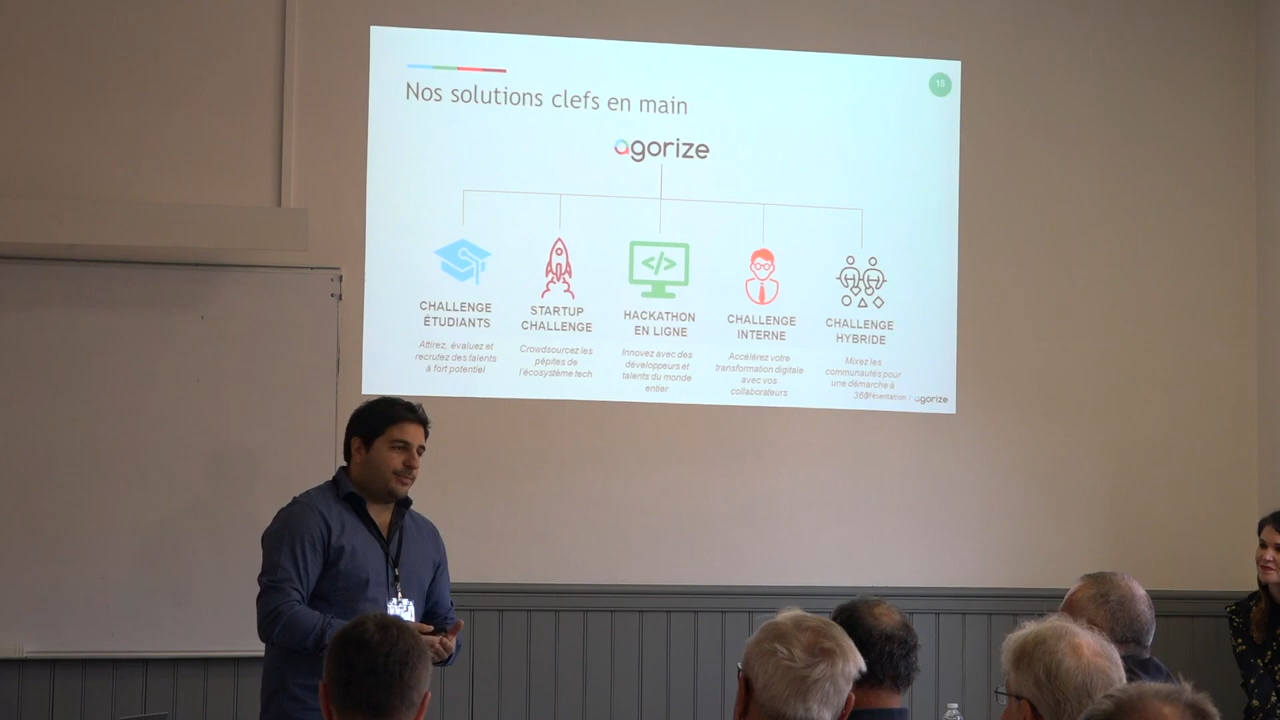 15
Nos solutions clefs en main
agorize
CHALLENGE
ÉTUDIANTS
Attirez, évaluez et
recrutez des talents
à fort potentiel
STARTUP
CHALLENGE
Crowdsourcez les
pépites de
l'écosystème tech
</>
HACKATHON
EN LIGNE
Innovez avec des
développeurs et
talents du monde
entier
CHALLENGE
INTERNE
Accélérez votre
transformation digitale
avec vos
collaborateurs
CHALLENGE
HYBRIDE
Mixez les
communautés pour
une démarche à
360
Présentation / agorize